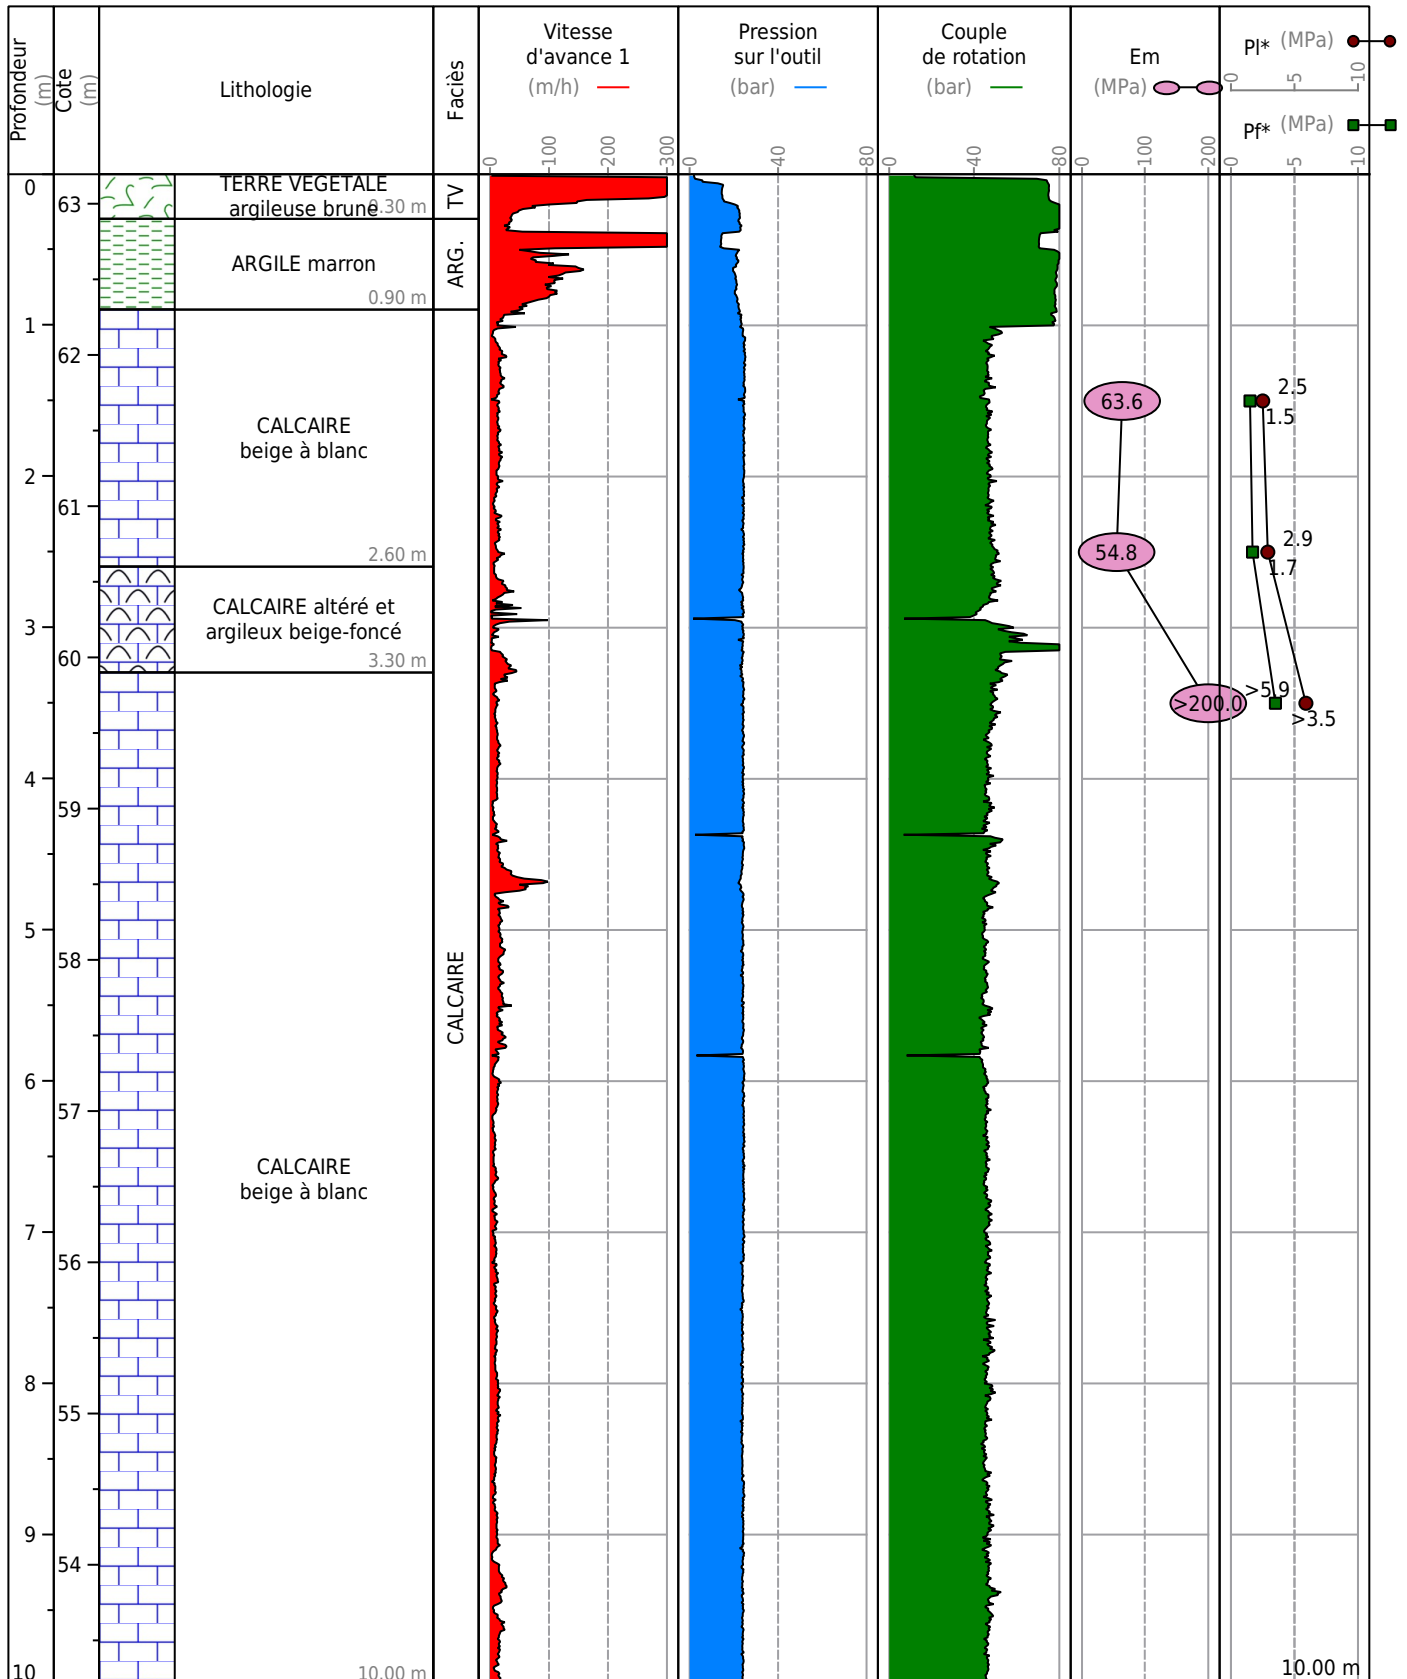 Profondeur
(m)
Cote
(m)
Lithologie
Faciès
Vitesse
d'avance 1
(m/h)
0
100
200
300
Pression
sur l'outil
(bar)
0
40
80
Couple
de rotation
(bar)
0
40
80
Em
(MPa)
0
100
200
Pl* (MPa)
0
5
10
Pf* (MPa)
0
5
10
0
1
2
3
4
5
6
7
8
9
10
63
62
61
60
59
58
57
56
55
54
TERRE VEGETALE
argileuse brune
0.30 m
ARGILE marron
0.90 m
CALCAIRE
beige à blanc
2.60 m
CALCAIRE altéré et
argileux beige-foncé
3.30 m
CALCAIRE
beige à blanc
10.00 m
TV
ARG.
CALCAIRE
63.6
54.8
>200.0
2.5
1.5
2.9
1.7
>5.9
>3.5
10.00 m